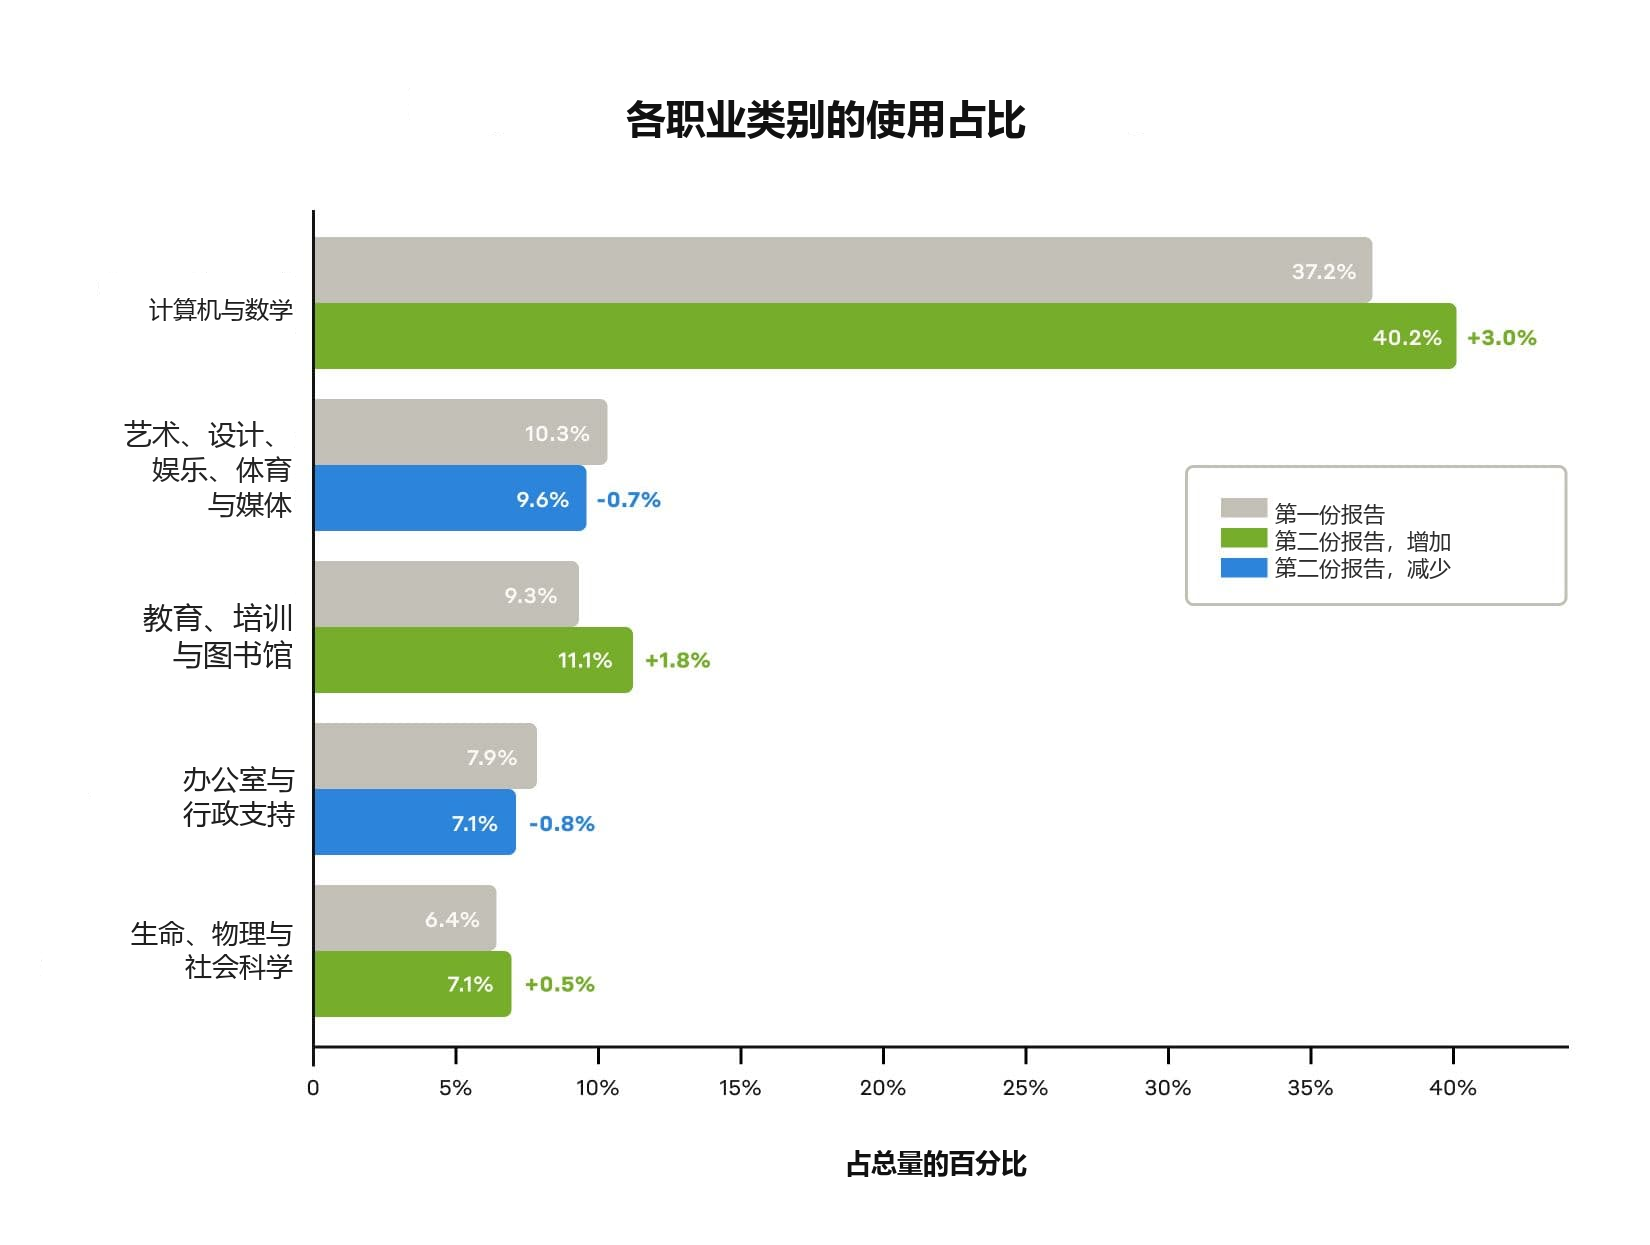 各职业类别的使用占比
计算机与数学
37.2%
40.2% +3.0%
艺术、设计、
娱乐、体育
与媒体
10.3%
9.6% -0.7%
教育、培训
与图书馆
9.3%
11.1% +1.8%
办公室与
行政支持
7.9%
7.1% -0.8%
生命、物理与
社会科学
6.4%
7.1% +0.5%
第一份报告
第二份报告，增加
第二份报告，减少
0 5% 10% 15% 20% 25% 30% 35% 40%
占总量的百分比